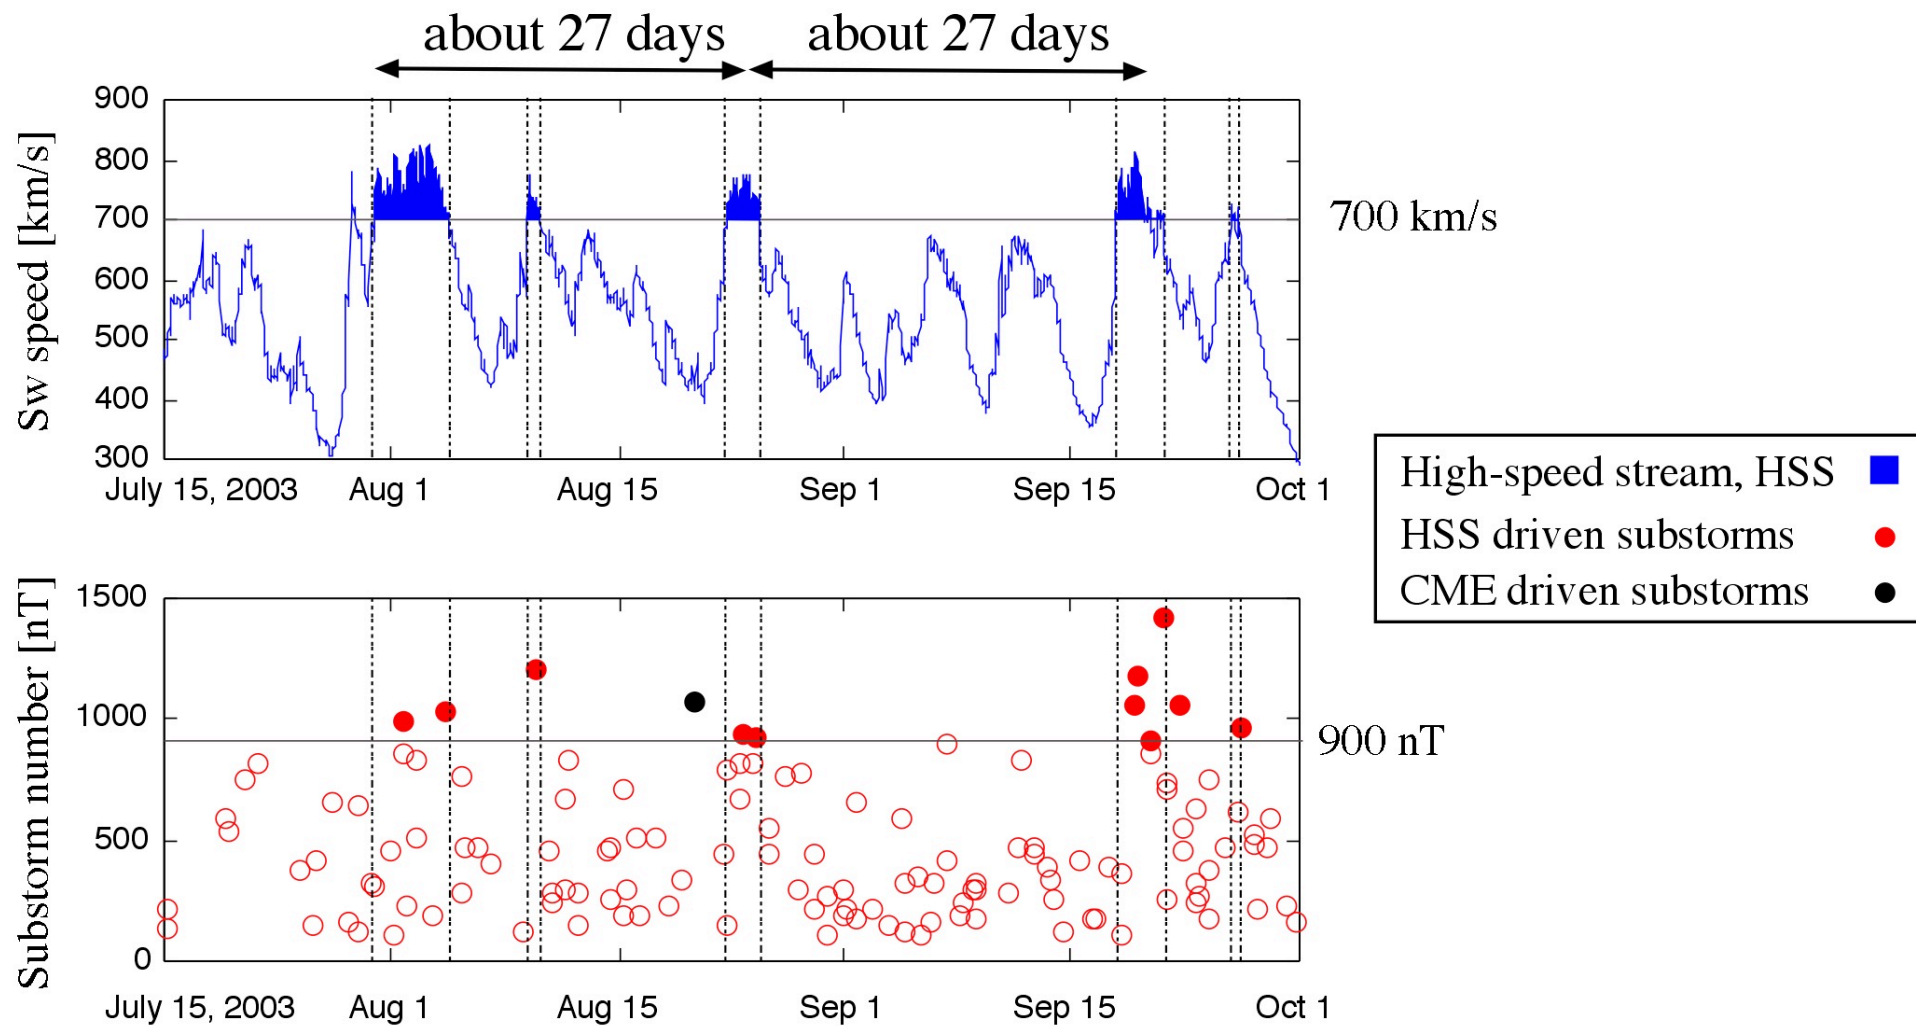 about 27 days about 27 days
900
800
700
600
500
400
300
Sw speed [km/s]
700 km/s
July 15, 2003 Aug 1 Aug 15 Sep 1 Sep 15 Oct 1
High-speed stream, HSS
HSS driven substorms
CME driven substorms
1500
1000
500
0
Substorm number [nT]
900 nT
July 15, 2003 Aug 1 Aug 15 Sep 1 Sep 15 Oct 1